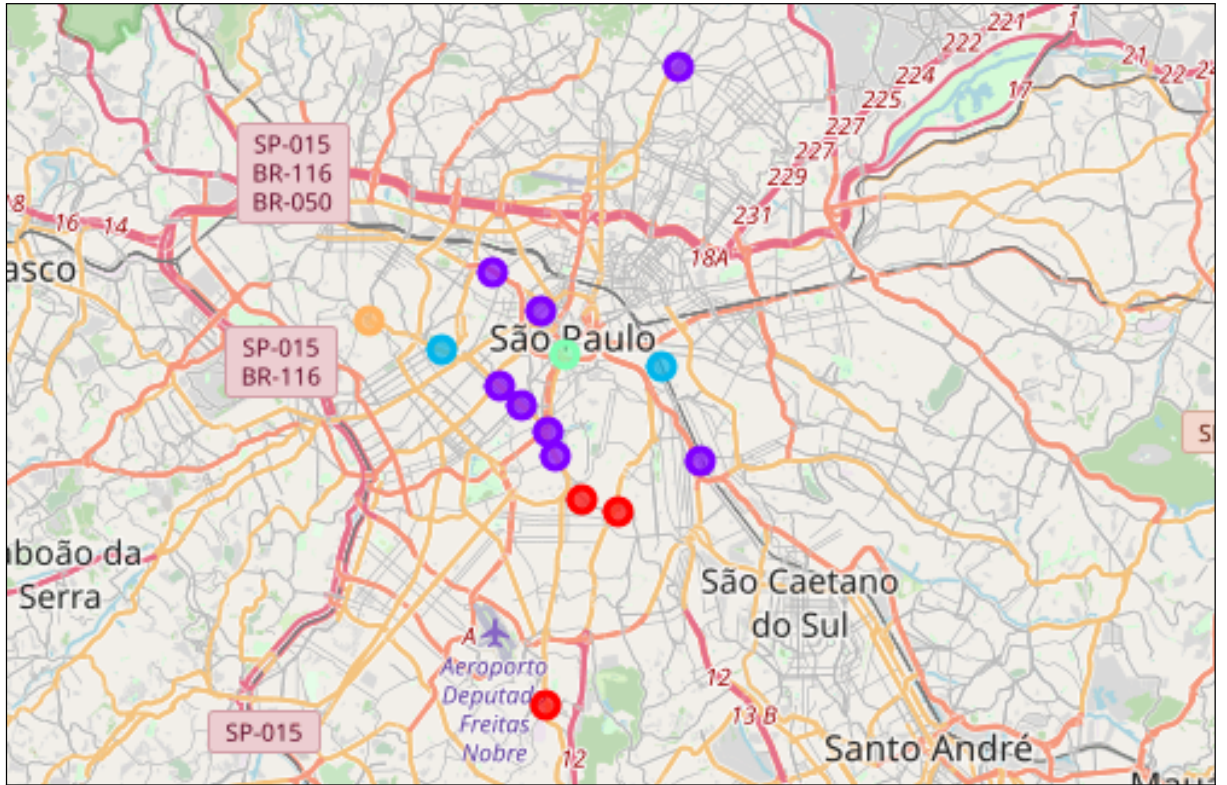 221
1
222
21
22
224
17
225
227
227
229
231
18A
SP-015
BR-116
BR-050
16
14
asco
São Paulo
SP-015
BR-116
aboão da
Serra
São Caetano
do Sul
A
Aeroporto
Deputad
Freitas
Nobre
12
13 B
SP-015
12
Santo André